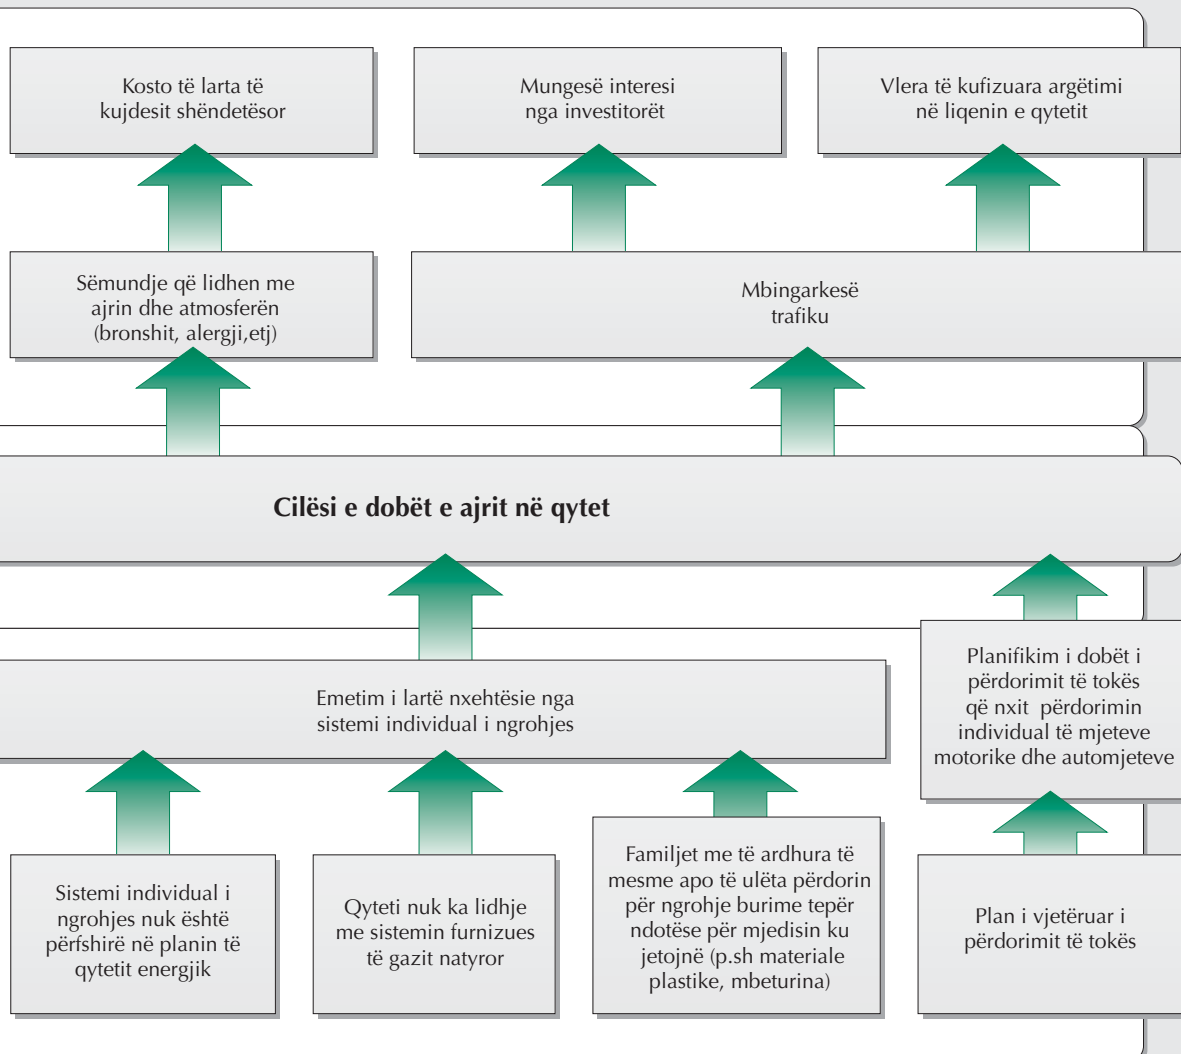 Kosto të larta të
kujdesit shëndetësor
Mungesë interesi
nga investitorët
Vlera të kufizuara argëtimi
në liqenin e qytetit
Sëmundje që lidhen me
ajrin dhe atmosferën
(bronshit, alergji,etj)
Mbingarkesë
trafiku
Cilësi e dobët e ajrit në qytet
Emetim i lartë nxehtësie nga
sistemi individual i ngrohjes
Planifikim i dobët i
përdorimit të tokës
që nxit përdorimin
individual të mjeteve
motorike dhe automjeteve
Sistemi individual i
ngrohjes nuk është
përfshirë në planin të
qytetit energjik
Qyteti nuk ka lidhje
me sistemin furnizues
të gazit natyror
Familjet me të ardhura të
mesme apo të ulëta përdorin
për ngrohje burime tepër
ndotëse për mjedisin ku
jetojnë (p.sh materiale
plastike, mbeturina)
Plan i vjetëruar i
përdorimit të tokës